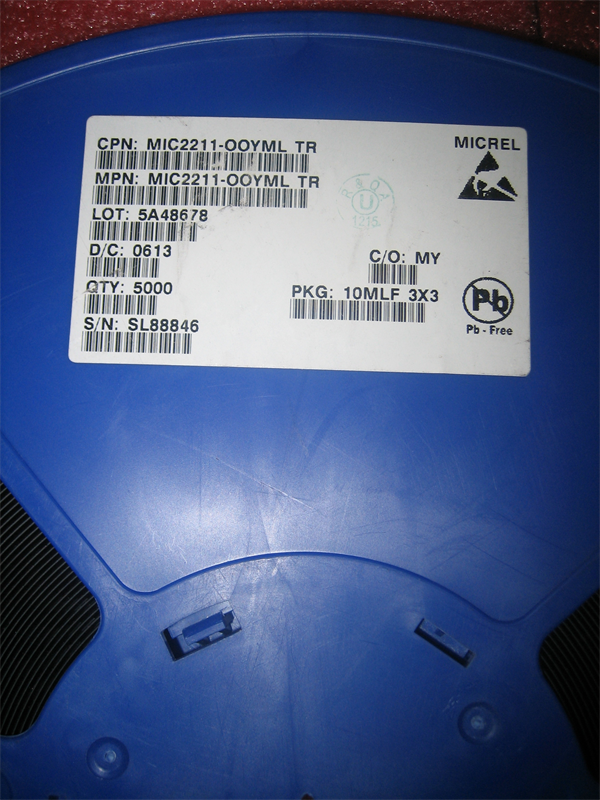 CPN: MIC2211-OOYML TR
MICREL
MPN: MIC2211-OOYML TR
LOT: 5A48678
D/C: 0613
C/O: MY
QTY: 5000
PKG: 10MLF 3X3
Pb
Pb - Free
S/N: SL88846
U
1215